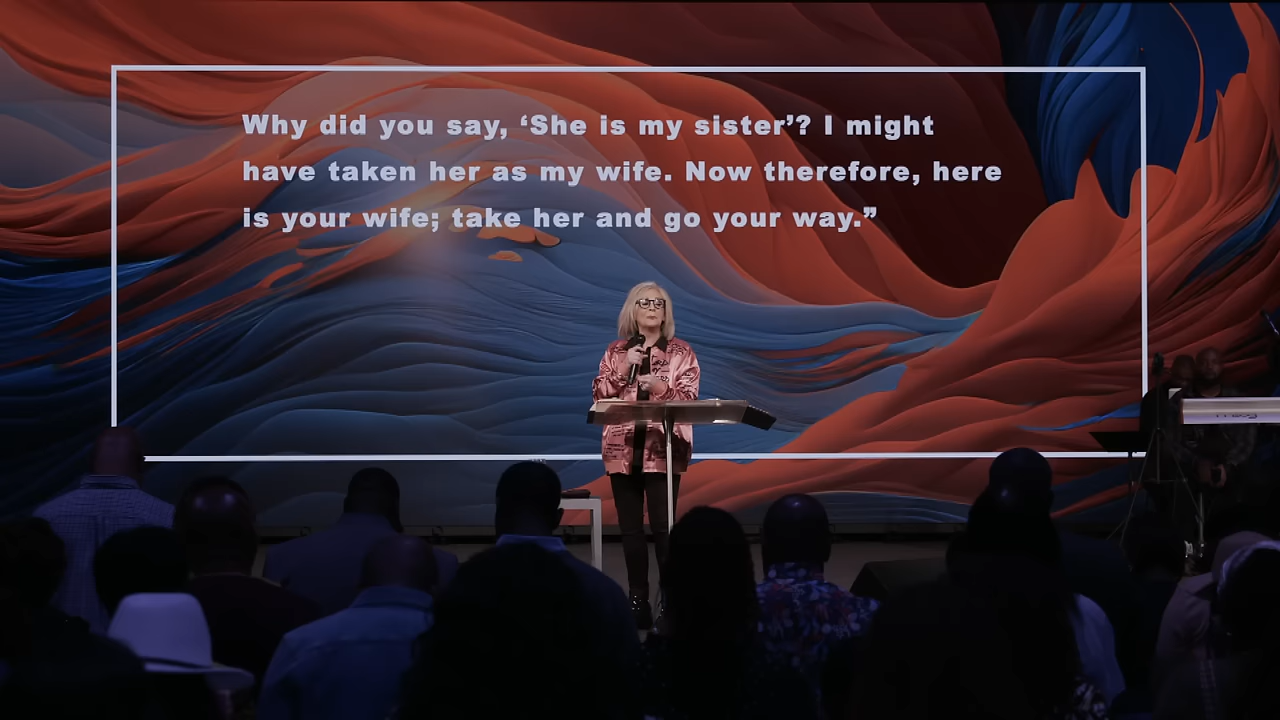 Why did you say, ‘She is my sister’? I might
have taken her as my wife. Now therefore, here
is your wife; take her and go your way.”